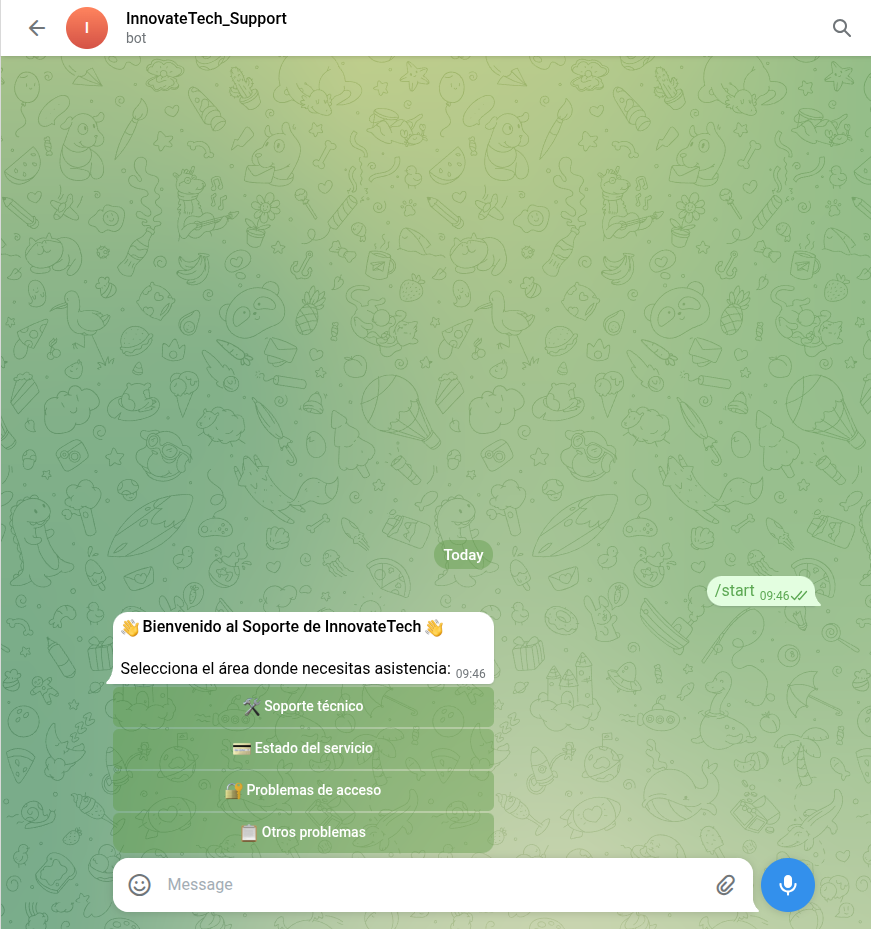 I
InnovateTech_Support
bot
Today
/start 09:46
👋 Bienvenido al Soporte de InnovateTech 👋
Selecciona el área donde necesitas asistencia: 09:46
🛠 Soporte técnico
💳 Estado del servicio
🔐 Problemas de acceso
📋 Otros problemas
Message